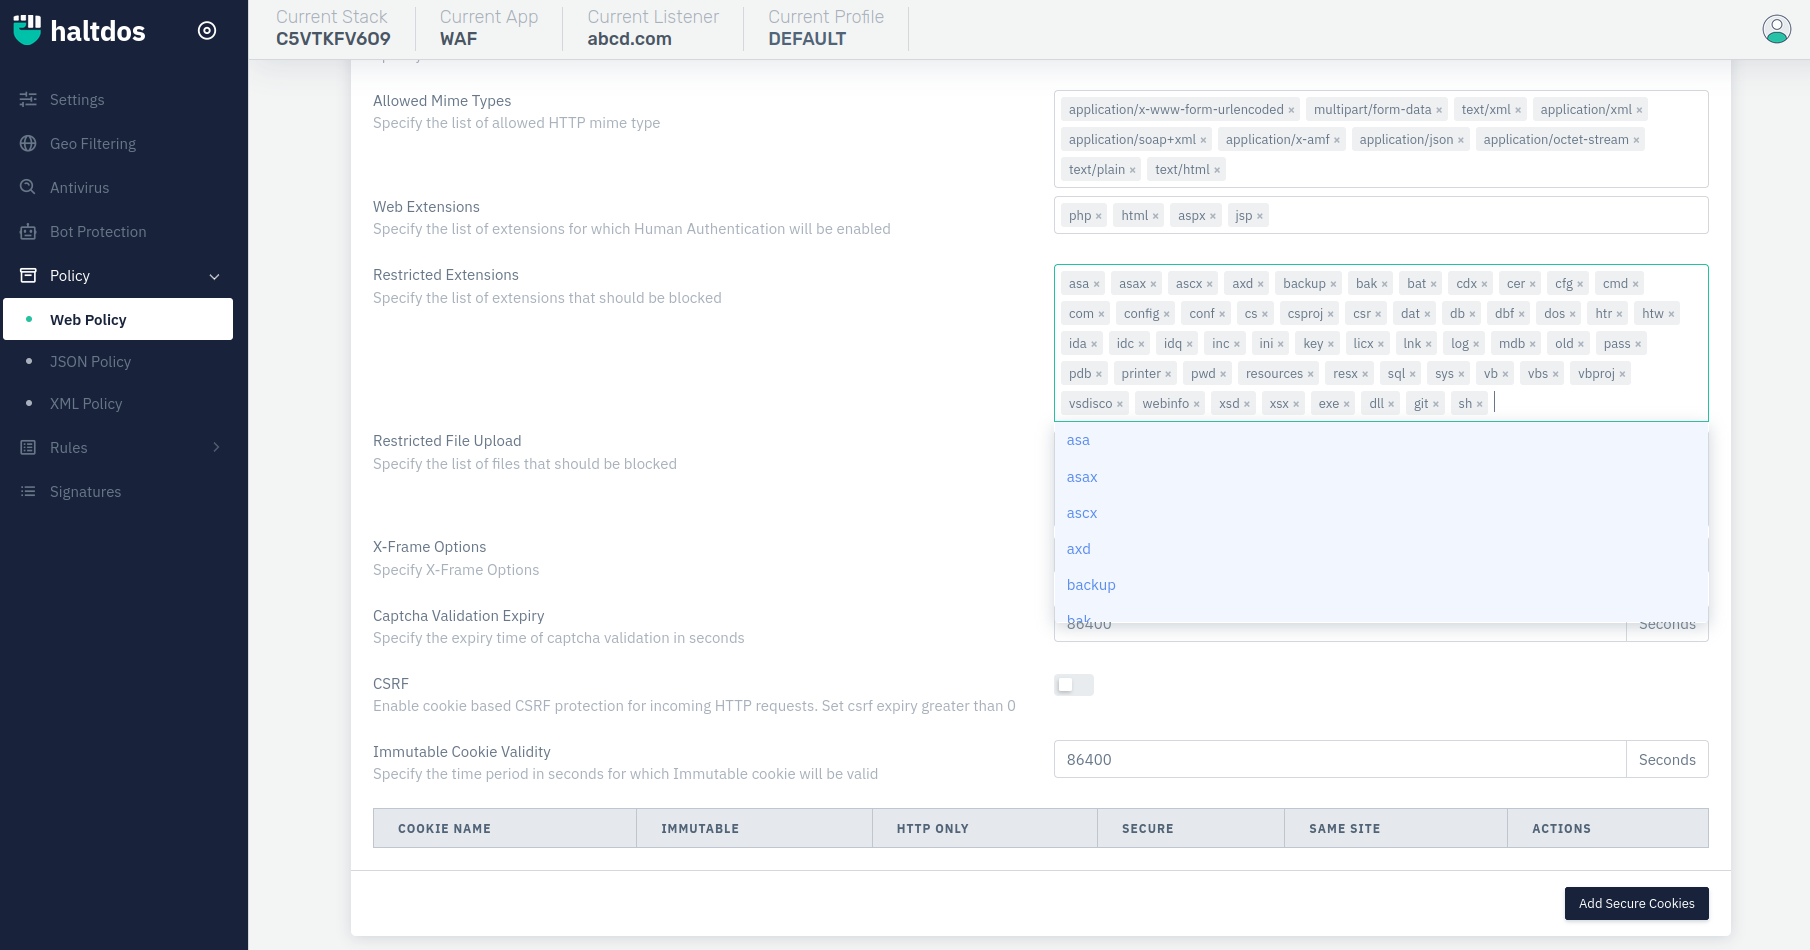 haltdos
Current Stack
C5VTKFV6O9
Current App
WAF
Current Listener
abcd.com
Current Profile
DEFAULT
Settings
Geo Filtering
Antivirus
Bot Protection
Policy
Web Policy
JSON Policy
XML Policy
Rules
Signatures
Allowed Mime Types
Specify the list of allowed HTTP mime type
application/x-www-form-urlencoded × multipart/form-data × text/xml × application/xml ×
application/soap+xml × application/x-amf × application/json × application/octet-stream ×
text/plain × text/html ×
Web Extensions
Specify the list of extensions for which Human Authentication will be enabled
php × html × aspx × jsp ×
Restricted Extensions
Specify the list of extensions that should be blocked
asa × asax × ascx × axd × backup × bak × bat × cdx × cer × cfg × cmd ×
com × config × conf × cs × csproj × csr × dat × db × dbf × dos × htr × htw ×
ida × idc × idq × inc × ini × key × licx × lnk × log × mdb × old × pass ×
pdb × printer × pwd × resources × resx × sql × sys × vb × vbs × vbproj ×
vsdisco × webinfo × xsd × xsx × exe × dll × git × sh ×
asa
asax
ascx
axd
backup
bak
Restricted File Upload
Specify the list of files that should be blocked
X-Frame Options
Specify X-Frame Options
Captcha Validation Expiry
Specify the expiry time of captcha validation in seconds
86400 Seconds
CSRF
Enable cookie based CSRF protection for incoming HTTP requests. Set csrf expiry greater than 0
Immutable Cookie Validity
Specify the time period in seconds for which Immutable cookie will be valid
86400 Seconds
COOKIE NAME IMMUTABLE HTTP ONLY SECURE SAME SITE ACTIONS
Add Secure Cookies